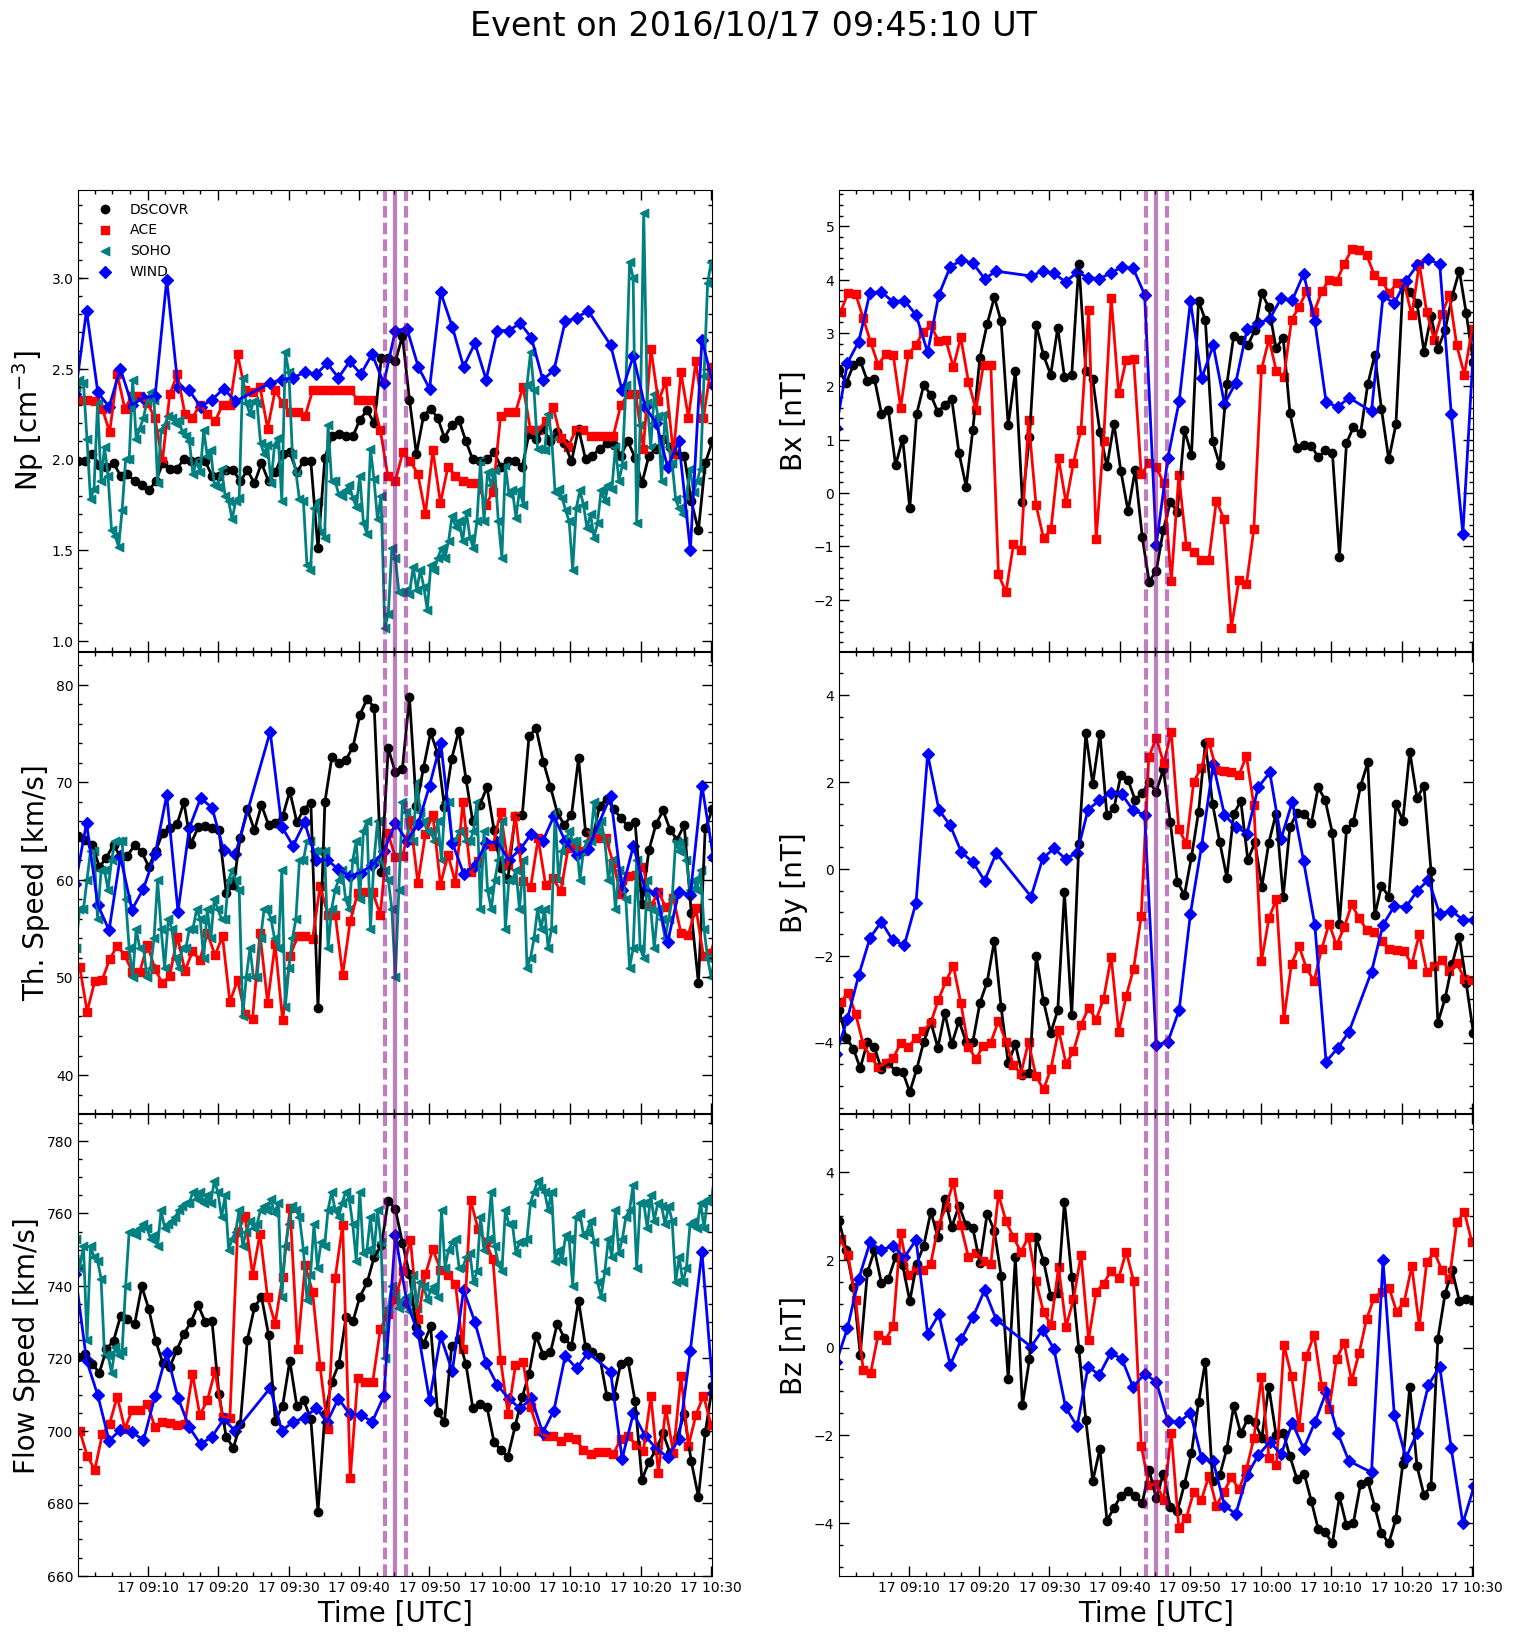 Event on 2016/10/17 09:45:10 UT
DSCOVR
ACE
SOHO
WIND
Np [cm⁻³]
3.0
2.5
2.0
1.5
1.0
Th. Speed [km/s]
80
70
60
50
40
Flow Speed [km/s]
780
760
740
720
700
680
660
17 09:10 17 09:20 17 09:30 17 09:40 17 09:50 17 10:00 17 10:10 17 10:20 17 10:30
Time [UTC]
Bx [nT]
5
4
3
2
1
0
−1
−2
By [nT]
4
2
0
−2
−4
Bz [nT]
4
2
0
−2
−4
17 09:10 17 09:20 17 09:30 17 09:40 17 09:50 17 10:00 17 10:10 17 10:20 17 10:30
Time [UTC]